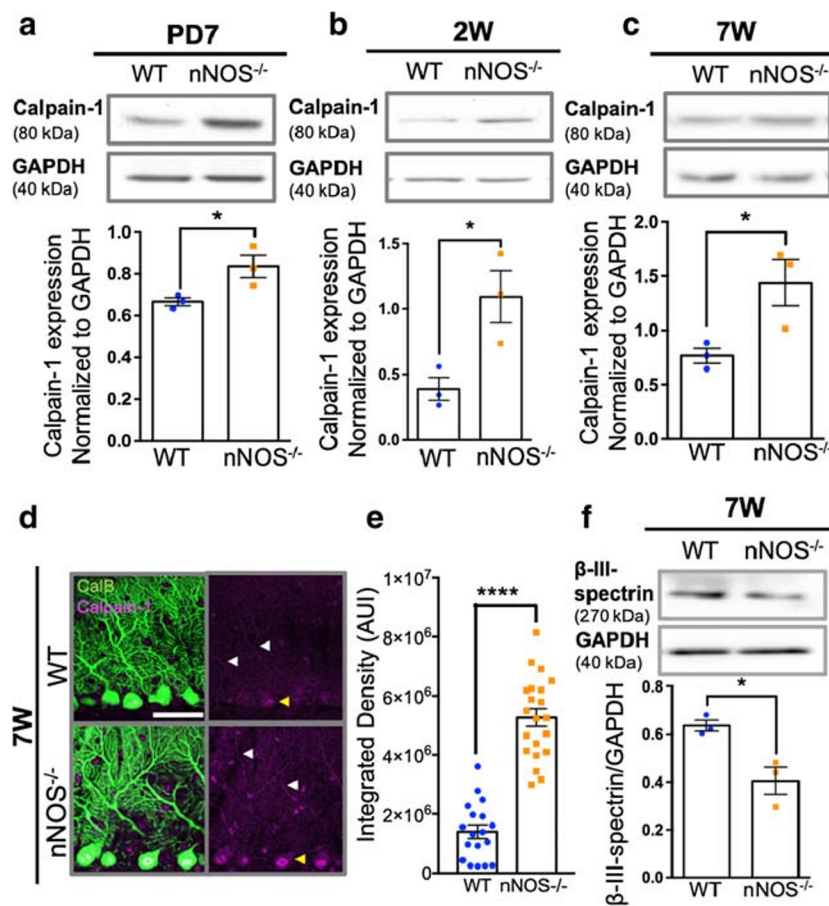 a
PD7
WT nNOS-/-
Calpain-1
(80 kDa)
GAPDH
(40 kDa)
Calpain-1 expression
Normalized to GAPDH
1.0
0.8
0.6
0.4
0.2
0.0
*
WT nNOS-/-
b
2W
WT nNOS-/-
Calpain-1
(80 kDa)
GAPDH
(40 kDa)
Calpain-1 expression
Normalized to GAPDH
1.5
1.0
0.5
0.0
*
WT nNOS-/-
c
7W
WT nNOS-/-
Calpain-1
(80 kDa)
GAPDH
(40 kDa)
Calpain-1 expression
Normalized to GAPDH
2.0
1.5
1.0
0.5
0.0
*
WT nNOS-/-
d
7W
WT
nNOS-/-
CalB
Calpain-1
e
Integrated Density (AUI)
1×10⁷
8×10⁶
6×10⁶
4×10⁶
2×10⁶
0
****
WT nNOS-/-
f
7W
WT nNOS-/-
β-III-
spectrin
(270 kDa)
GAPDH
(40 kDa)
β-III-spectrin/GAPDH
0.8
0.6
0.4
0.2
0.0
*
WT nNOS-/-